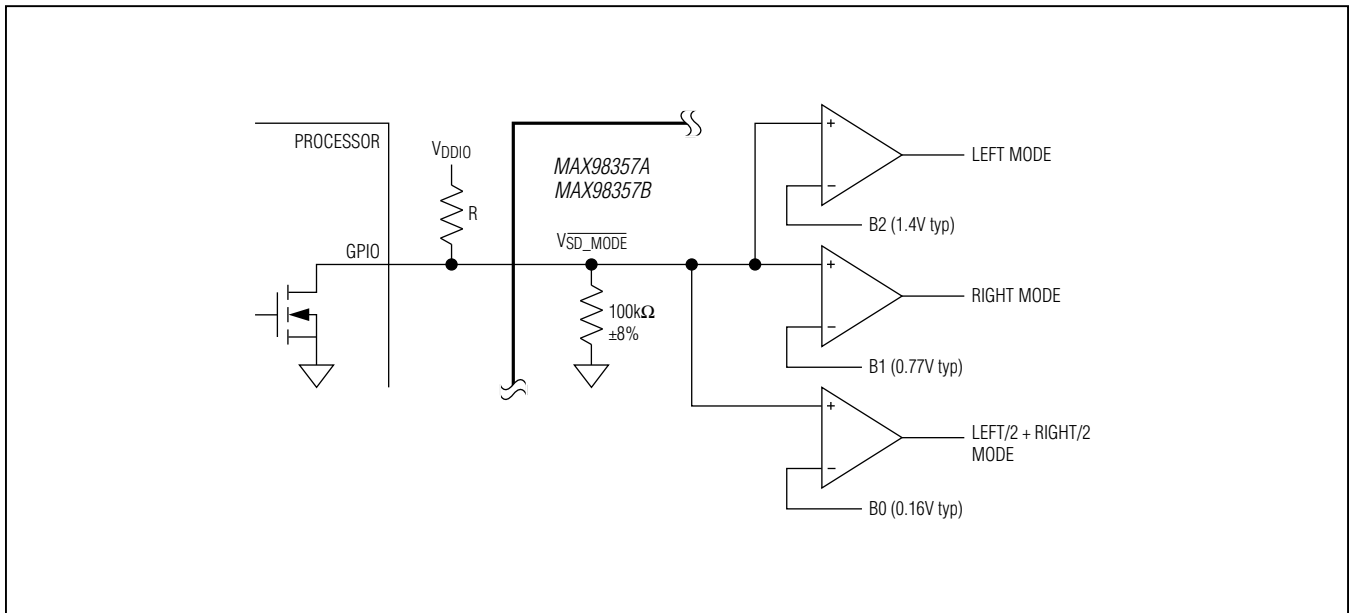 PROCESSOR
VDDIO
R
GPIO
MAX98357A
MAX98357B
VSD_MODE
100kΩ
±8%
+
−
LEFT MODE
B2 (1.4V typ)
+
−
RIGHT MODE
B1 (0.77V typ)
+
−
LEFT/2 + RIGHT/2
MODE
B0 (0.16V typ)